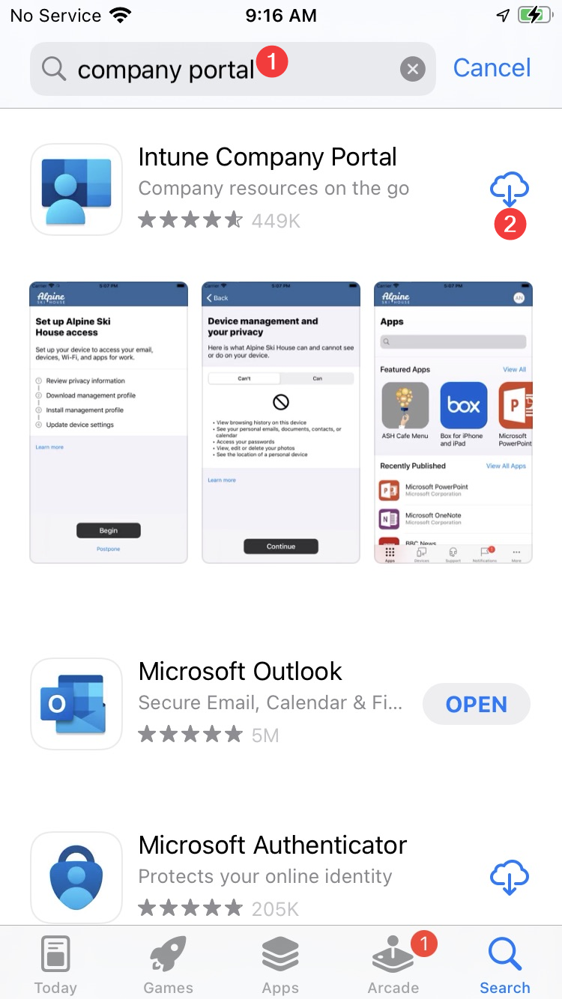 No Service
9:16 AM
company portal
1
Cancel
Intune Company Portal
Company resources on the go
449K
2
Carrier
5:07 PM
Alpine
SKI HOUSE
Set up Alpine Ski
House access
Set up your device to access your email,
devices, Wi-Fi, and apps for work.
1 Review privacy information
2 Download management profile
3 Install management profile
4 Update device settings
Learn more
Begin
Postpone
Carrier
5:07 PM
Back
Device management and
your privacy
Here is what Alpine Ski House can and cannot see
or do on your device.
Can't
Can
• View browsing history on this device
• See your personal emails, documents, contacts, or
calendar
• Access your passwords
• View, edit or delete your photos
• See the location of a personal device
Learn more
Continue
Carrier
5:07 PM
Alpine
SKI HOUSE
AN
Apps
Featured Apps
View All
box
P
ASH Cafe Menu
Box for iPhone
and iPad
Microsoft
PowerPoint
Recently Published
View All Apps
P
Microsoft PowerPoint
Microsoft Corporation
N
Microsoft OneNote
Microsoft Corporation
BBC News
1
Apps
Devices
Support
Notifications
More
O
Microsoft Outlook
Secure Email, Calendar & Fi...
5M
OPEN
Microsoft Authenticator
Protects your online identity
205K
1
Today
Games
Apps
Arcade
Search